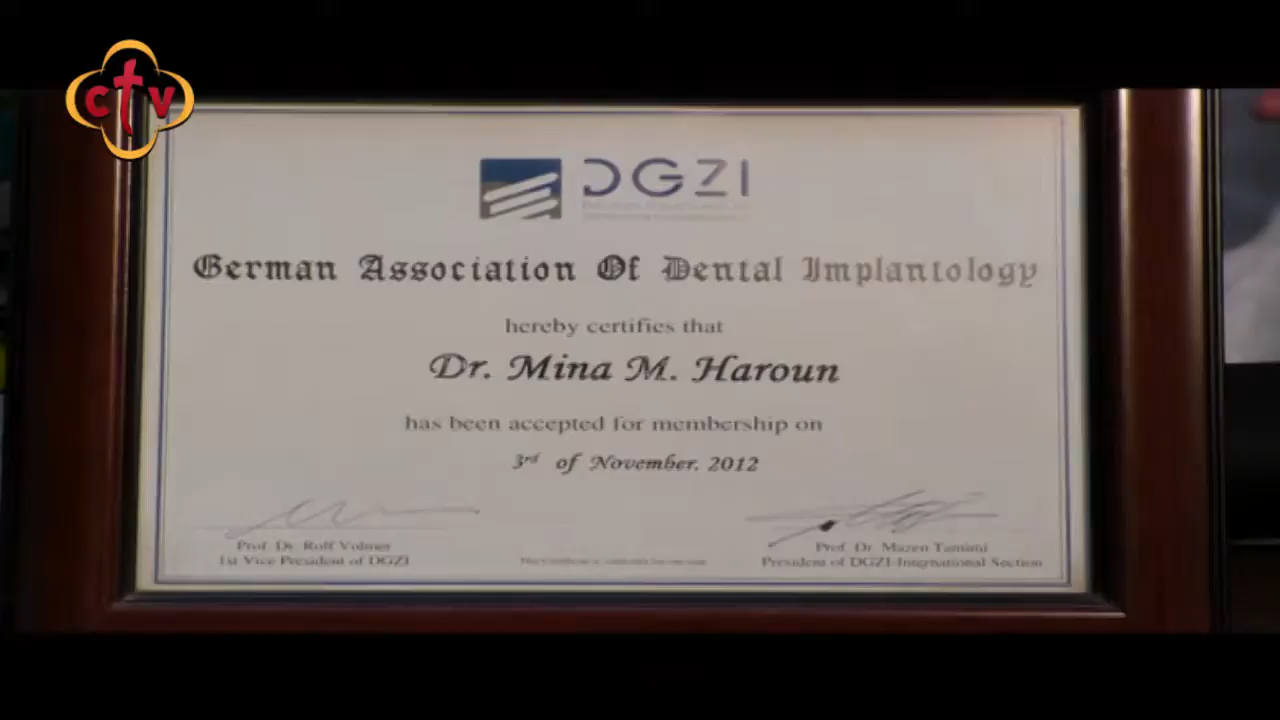 ctv
DGZI
German Association Of Dental Implantology
hereby certifies that
Dr. Mina M. Haroun
has been accepted for membership on
3rd of November. 2012
Prof. Dr. Rolf Volmer
1st Vice President of DGZI
Prof. Dr. Mazen Tamimi
President of DGZI-International Section